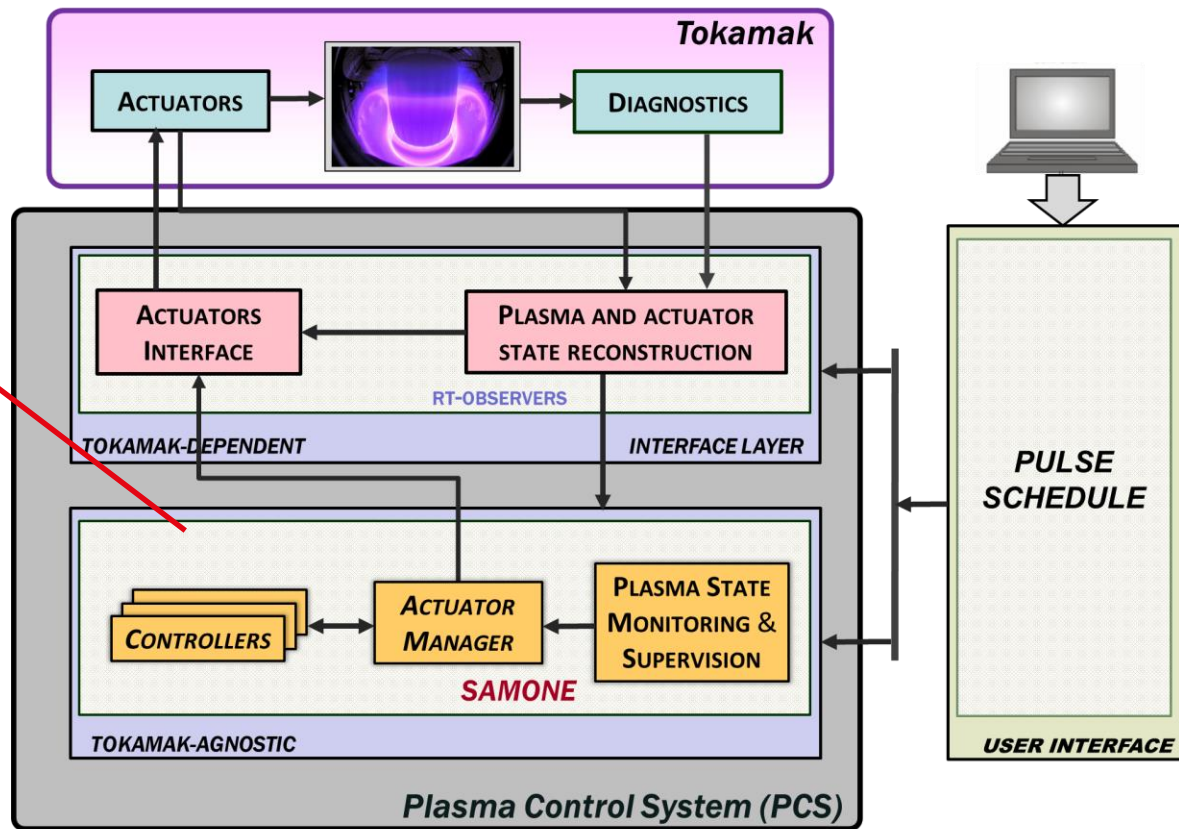 Tokamak
ACTUATORS
DIAGNOSTICS
ACTUATORS
INTERFACE
PLASMA AND ACTUATOR
STATE RECONSTRUCTION
RT-OBSERVERS
TOKAMAK-DEPENDENT
INTERFACE LAYER
CONTROLLERS
ACTUATOR
MANAGER
PLASMA STATE
MONITORING &
SUPERVISION
SAMONE
TOKAMAK-AGNOSTIC
Plasma Control System (PCS)
PULSE
SCHEDULE
USER INTERFACE